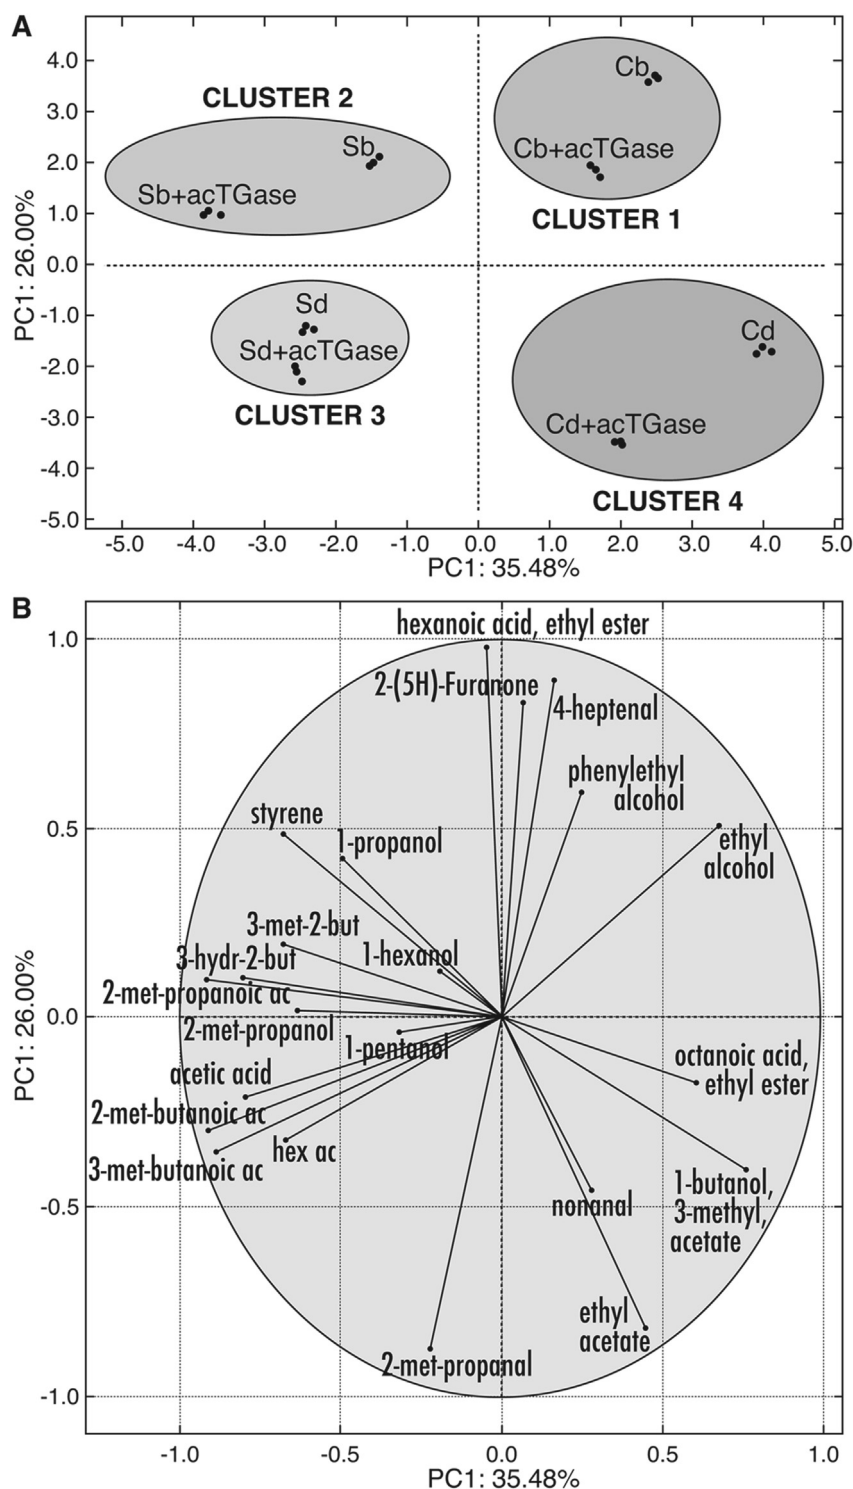 A
4.0
3.0
2.0
1.0
0.0
-1.0
-2.0
-3.0
-4.0
-5.0
PC1: 26.00%
CLUSTER 2
Sb
Sb+acTGase
Cb
Cb+acTGase
CLUSTER 1
Sd
Sd+acTGase
CLUSTER 3
Cd
Cd+acTGase
CLUSTER 4
-5.0 -4.0 -3.0 -2.0 -1.0 0.0 1.0 2.0 3.0 4.0 5.0
PC1: 35.48%
B
1.0
0.5
0.0
-0.5
-1.0
PC1: 26.00%
hexanoic acid, ethyl ester
2-(5H)-Furanone
4-heptenal
phenylethyl
alcohol
styrene
1-propanol
ethyl
alcohol
3-met-2-but
1-hexanol
3-hydr-2-but
2-met-propanoic ac
2-met-propanol
1-pentanol
octanoic acid,
ethyl ester
acetic acid
2-met-butanoic ac
hex ac
3-met-butanoic ac
1-butanol,
3-methyl,
acetate
nonanal
ethyl
acetate
2-met-propanal
-1.0 -0.5 0.0 0.5 1.0
PC1: 35.48%